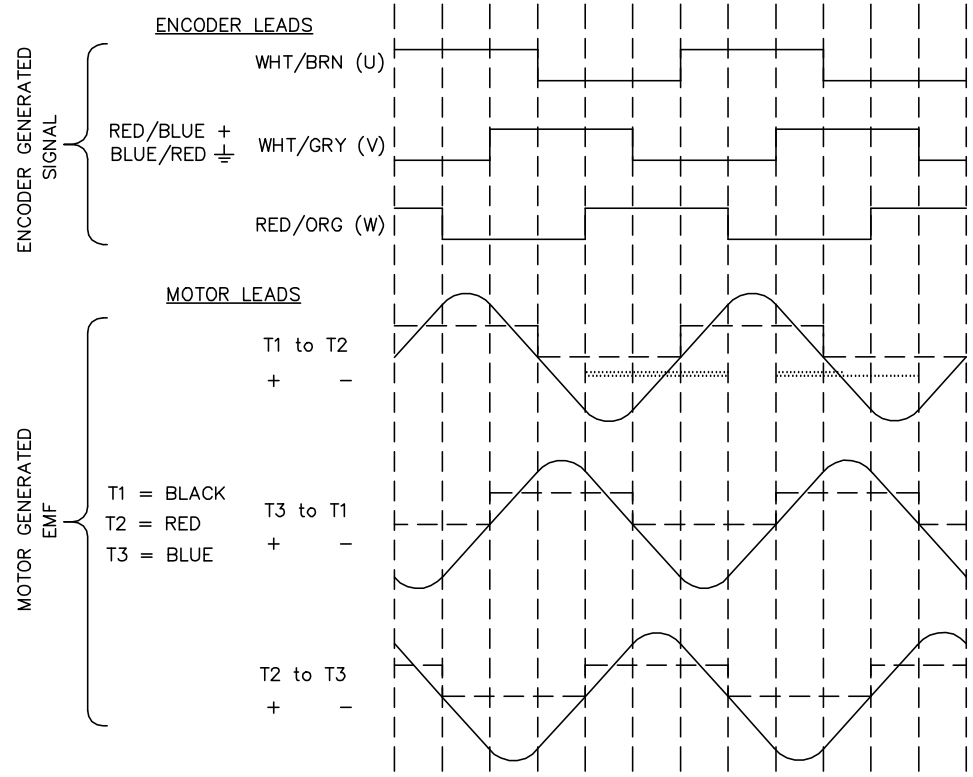 ENCODER LEADS
ENCODER GENERATED
SIGNAL
RED/BLUE +
BLUE/RED ⏚
WHT/BRN (U)
WHT/GRY (V)
RED/ORG (W)
MOTOR LEADS
MOTOR GENERATED
EMF
T1 = BLACK
T2 = RED
T3 = BLUE
T1 to T2
+ −
T3 to T1
+ −
T2 to T3
+ −